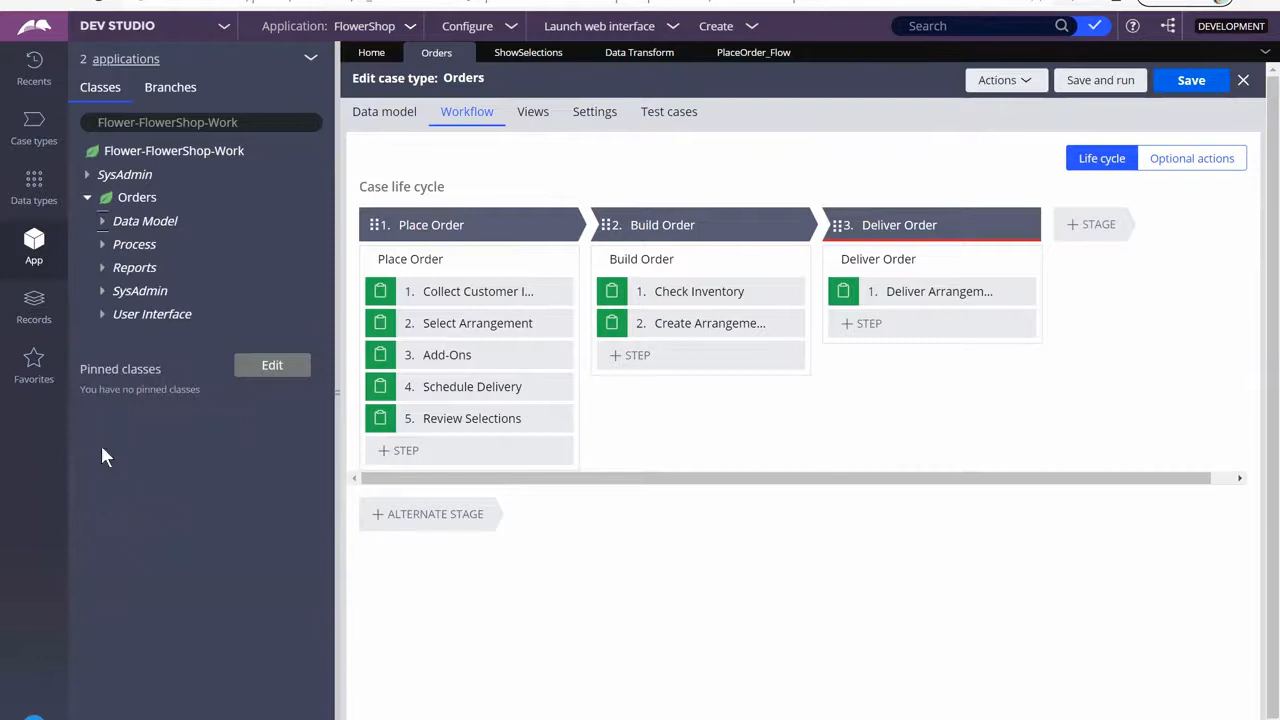 DEV STUDIO
Application: FlowerShop
Configure
Launch web interface
Create
Search
DEVELOPMENT
Home
Orders
ShowSelections
Data Transform
PlaceOrder_Flow
2 applications
Recents
Case types
Data types
App
Records
Favorites
Classes
Branches
Flower-FlowerShop-Work
Flower-FlowerShop-Work
SysAdmin
Orders
Data Model
Process
Reports
SysAdmin
User Interface
Pinned classes
Edit
You have no pinned classes
Edit case type: Orders
Actions
Save and run
Save
Data model
Workflow
Views
Settings
Test cases
Life cycle
Optional actions
Case life cycle
1. Place Order
2. Build Order
3. Deliver Order
+ STAGE
Place Order
1. Collect Customer I...
2. Select Arrangement
3. Add-Ons
4. Schedule Delivery
5. Review Selections
+ STEP
Build Order
1. Check Inventory
2. Create Arrangeme...
+ STEP
Deliver Order
1. Deliver Arrangem...
+ STEP
+ ALTERNATE STAGE